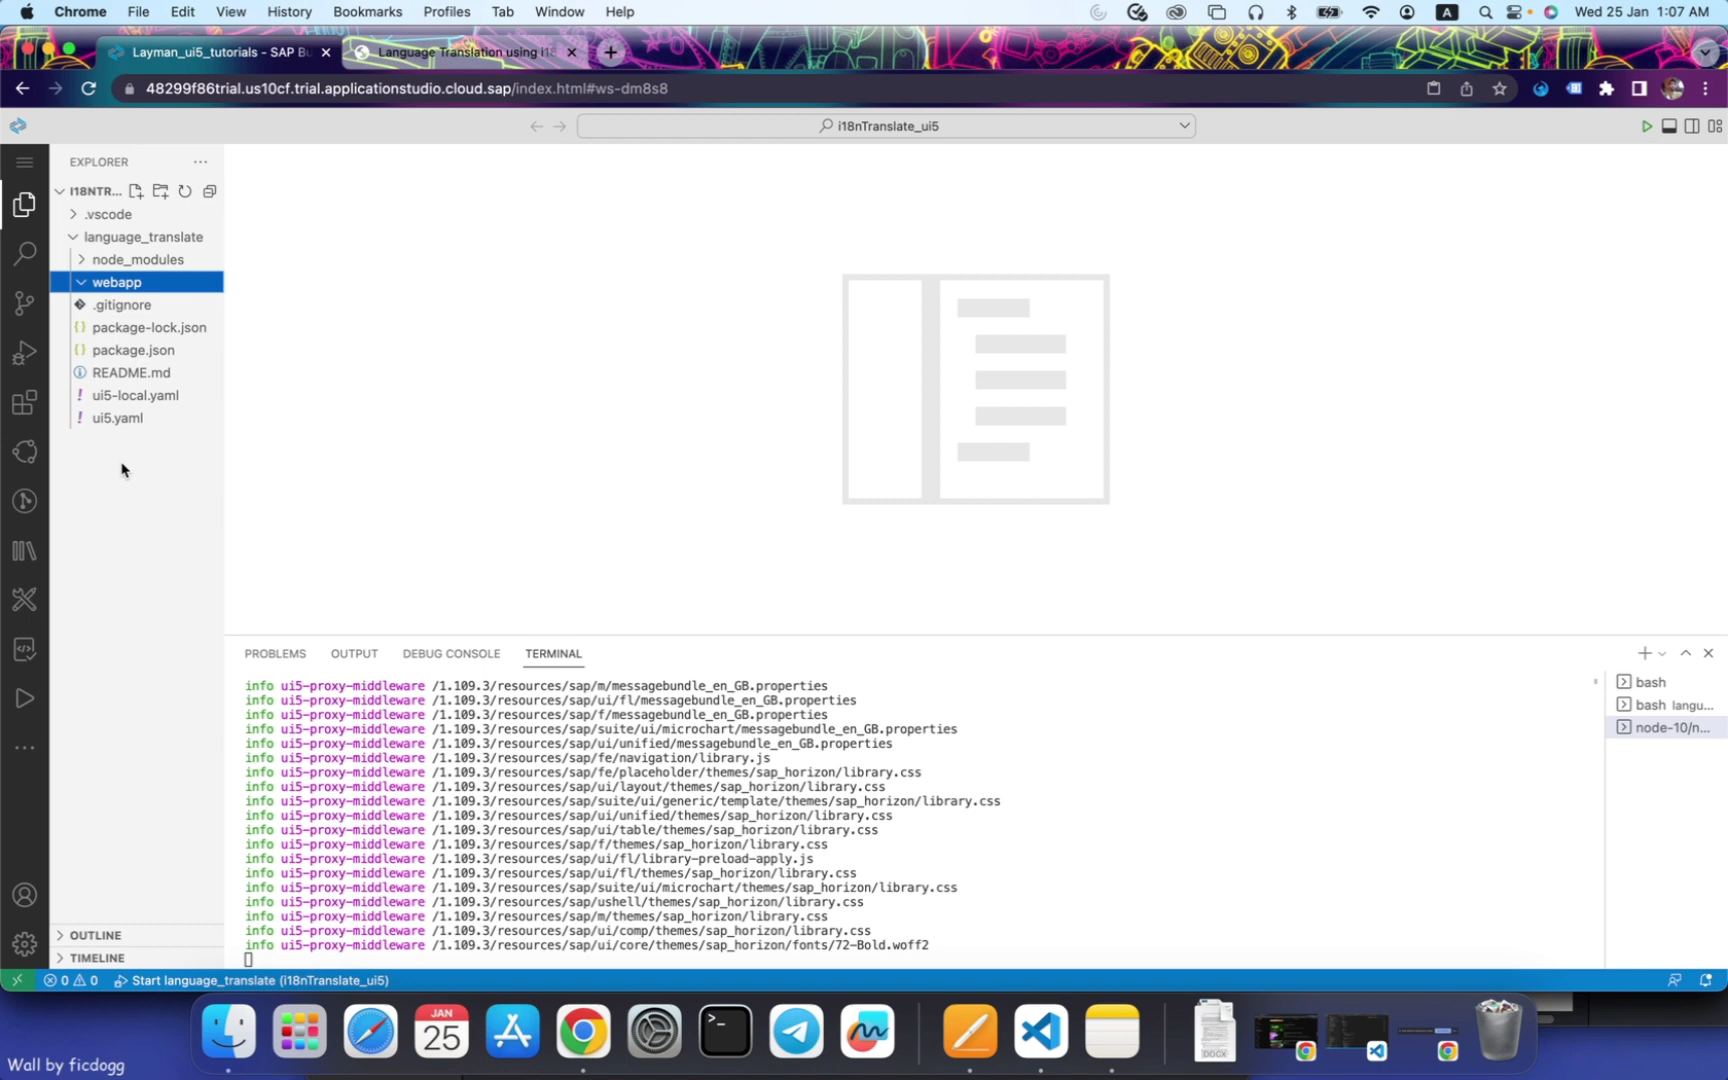 Chrome File Edit View History Bookmarks Profiles Tab Window Help A Wed 25 Jan 1:07 AM
Layman_ui5_tutorials - SAP Bu Language Translation using i18
48299f86trial.us10cf.trial.applicationstudio.cloud.sap/index.html#ws-dm8s8
i18nTranslate_ui5
EXPLORER
I18NTR...
.vscode
language_translate
node_modules
webapp
.gitignore
package-lock.json
package.json
README.md
ui5-local.yaml
ui5.yaml
OUTLINE
TIMELINE
PROBLEMS OUTPUT DEBUG CONSOLE TERMINAL
info ui5-proxy-middleware /1.109.3/resources/sap/m/messagebundle_en_GB.properties
info ui5-proxy-middleware /1.109.3/resources/sap/ui/fl/messagebundle_en_GB.properties
info ui5-proxy-middleware /1.109.3/resources/sap/f/messagebundle_en_GB.properties
info ui5-proxy-middleware /1.109.3/resources/sap/suite/ui/microchart/messagebundle_en_GB.properties
info ui5-proxy-middleware /1.109.3/resources/sap/ui/unified/messagebundle_en_GB.properties
info ui5-proxy-middleware /1.109.3/resources/sap/fe/navigation/library.js
info ui5-proxy-middleware /1.109.3/resources/sap/fe/placeholder/themes/sap_horizon/library.css
info ui5-proxy-middleware /1.109.3/resources/sap/ui/layout/themes/sap_horizon/library.css
info ui5-proxy-middleware /1.109.3/resources/sap/suite/ui/generic/template/themes/sap_horizon/library.css
info ui5-proxy-middleware /1.109.3/resources/sap/ui/unified/themes/sap_horizon/library.css
info ui5-proxy-middleware /1.109.3/resources/sap/ui/table/themes/sap_horizon/library.css
info ui5-proxy-middleware /1.109.3/resources/sap/f/themes/sap_horizon/library.css
info ui5-proxy-middleware /1.109.3/resources/sap/ui/fl/library-preload-apply.js
info ui5-proxy-middleware /1.109.3/resources/sap/ui/fl/themes/sap_horizon/library.css
info ui5-proxy-middleware /1.109.3/resources/sap/suite/ui/microchart/themes/sap_horizon/library.css
info ui5-proxy-middleware /1.109.3/resources/sap/ushell/themes/sap_horizon/library.css
info ui5-proxy-middleware /1.109.3/resources/sap/m/themes/sap_horizon/library.css
info ui5-proxy-middleware /1.109.3/resources/sap/ui/comp/themes/sap_horizon/library.css
info ui5-proxy-middleware /1.109.3/resources/sap/ui/core/themes/sap_horizon/fonts/72-Bold.woff2
bash
bash langu...
node-10/n...
0 0 Start language_translate (i18nTranslate_ui5)
JAN
25
DOCX
Wall by ficdogg